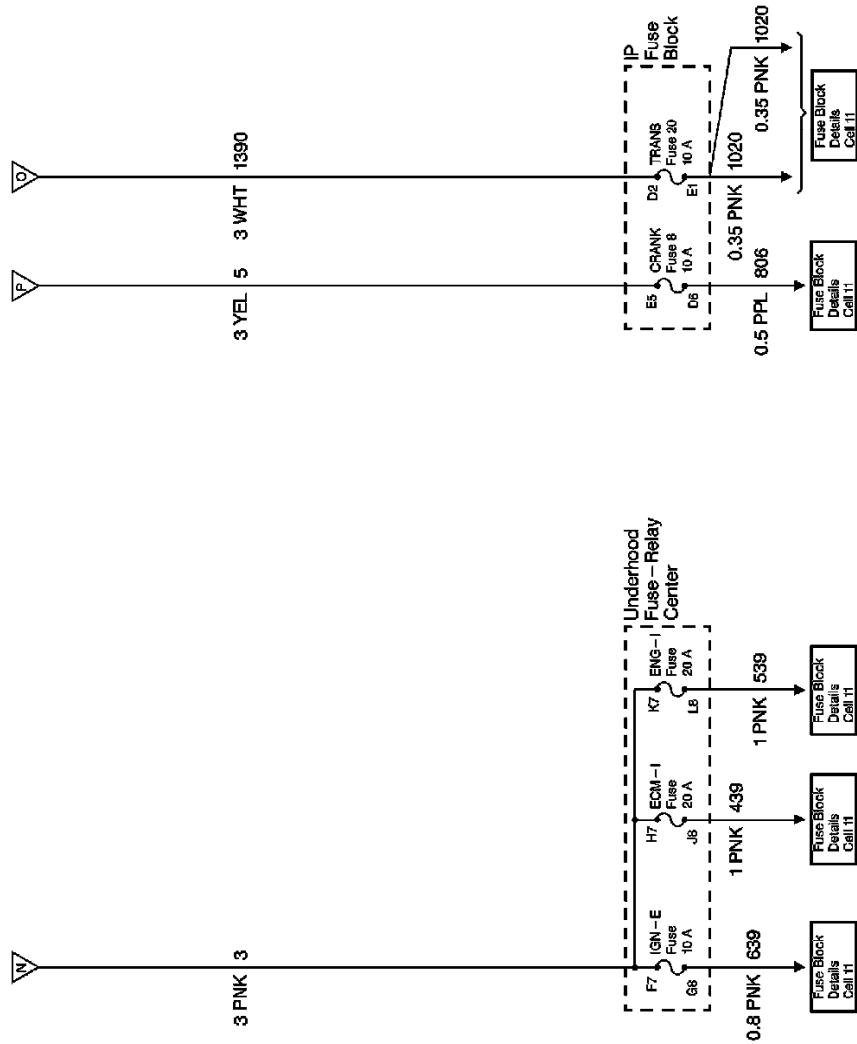 N
3 PNK 3
Underhood
Fuse – Relay
Center
F7
IGN – E
Fuse
10 A
G8
H7
ECM – I
Fuse
20 A
J8
K7
ENG – I
Fuse
20 A
L8
0.8 PNK 639
1 PNK 439
1 PNK 539
Fuse Block
Details
Cell 11
Fuse Block
Details
Cell 11
Fuse Block
Details
Cell 11
P
3 YEL 5
O
3 WHT 1390
IP
Fuse
Block
E5
CRANK
Fuse 8
10 A
D6
D2
TRANS
Fuse 20
10 A
E1
0.5 PPL 806
0.35 PNK 1020
0.35 PNK 1020
Fuse Block
Details
Cell 11
Fuse Block
Details
Cell 11